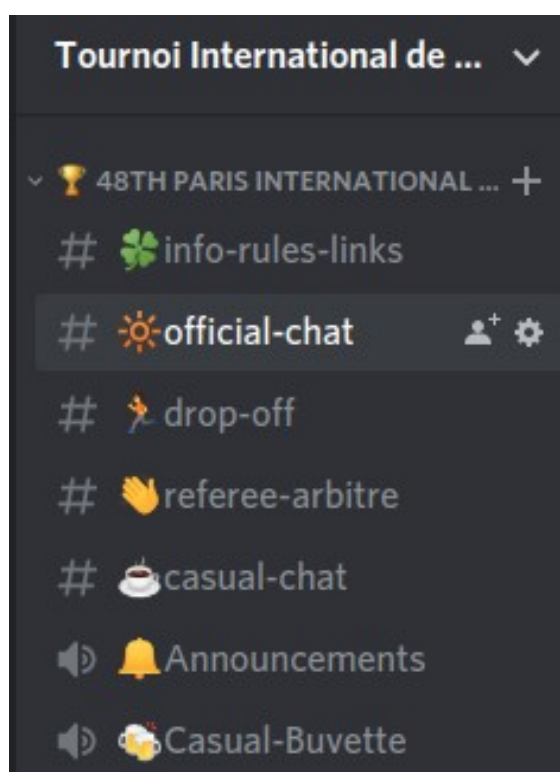 Tournoi International de ...
🏆 48TH PARIS INTERNATIONAL ...
# 🍀info-rules-links
# 🔆official-chat
# 🏃drop-off
# 👋referee-arbitre
# ☕casual-chat
🔔Announcements
🍻Casual-Buvette